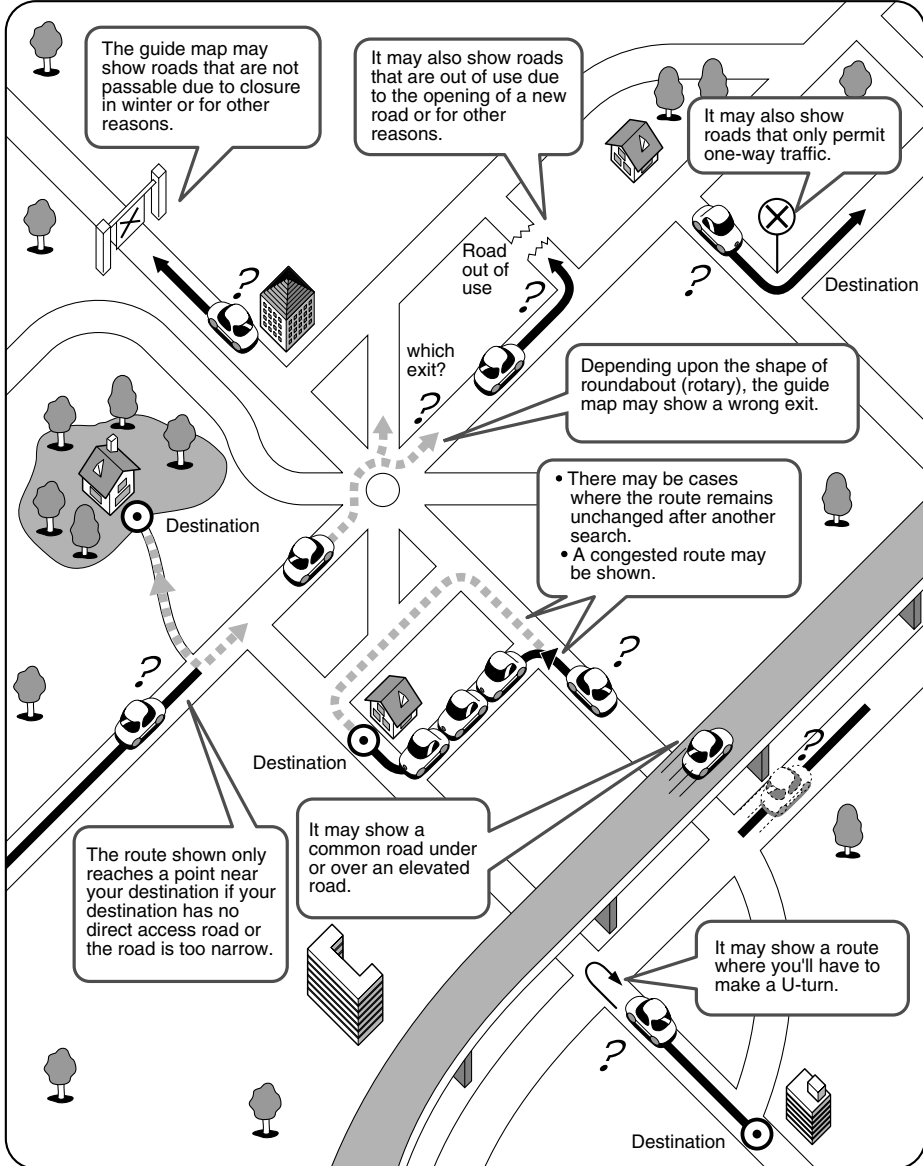 The guide map may
show roads that are not
passable due to closure
in winter or for other
reasons.
It may also show roads
that are out of use due
to the opening of a new
road or for other
reasons.
It may also show
roads that only permit
one-way traffic.
Road
out of
use
?
?
?
Destination
which
exit?
?
Depending upon the shape of
roundabout (rotary), the guide
map may show a wrong exit.
• There may be cases
where the route remains
unchanged after another
search.
• A congested route may
be shown.
Destination
?
?
Destination
?
It may show a
common road under
or over an elevated
road.
The route shown only
reaches a point near
your destination if your
destination has no
direct access road or
the road is too narrow.
It may show a route
where you'll have to
make a U-turn.
?
Destination